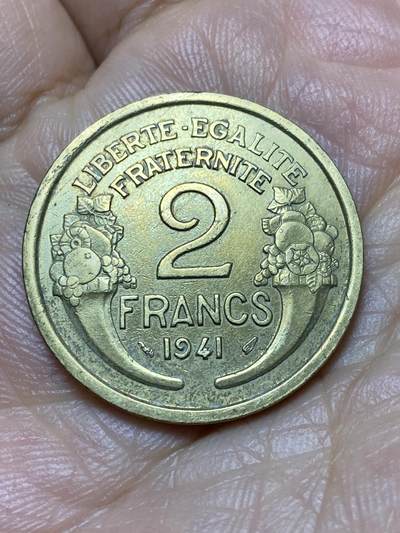 LIBERTE·EGALITE
FRATERNITE
2
FRANCS
1941